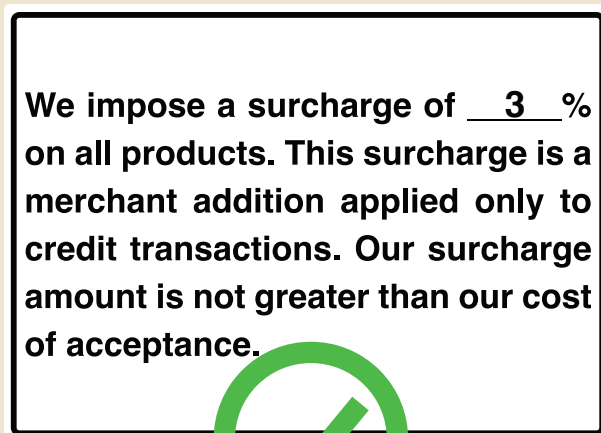 We impose a surcharge of __3__%
on all products. This surcharge is a
merchant addition applied only to
credit transactions. Our surcharge
amount is not greater than our cost
of acceptance.